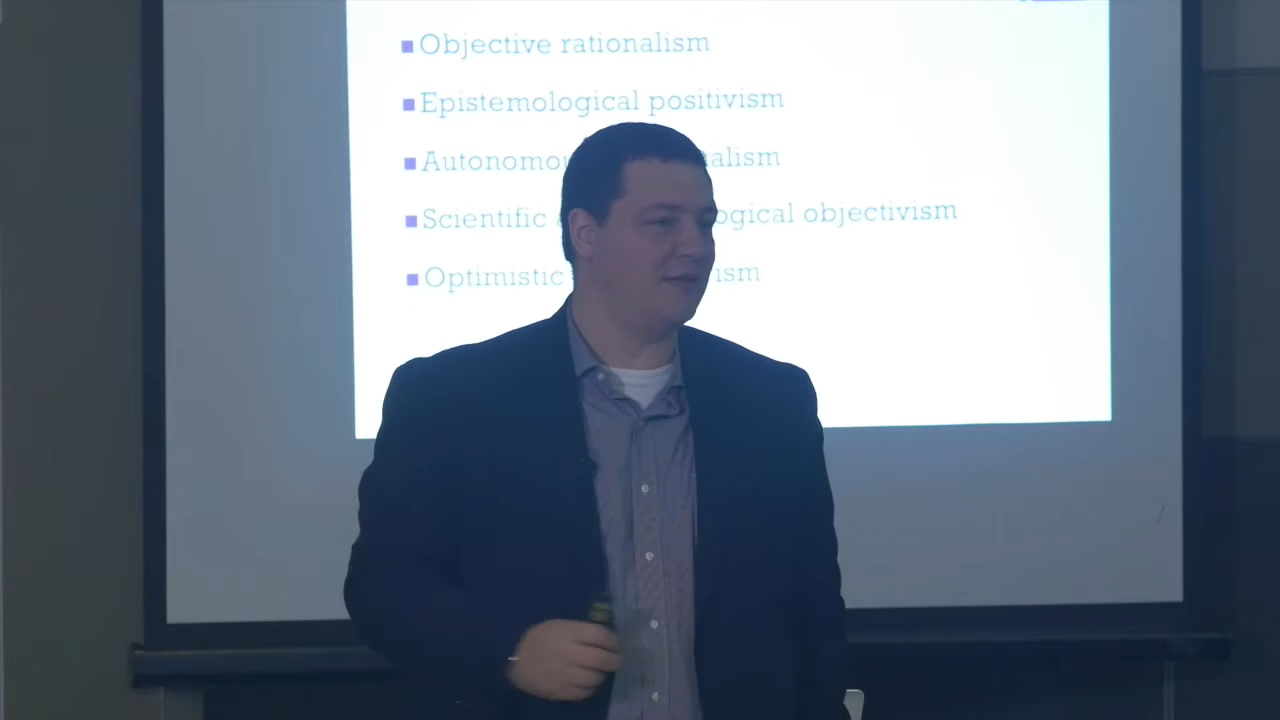 Objective rationalism
Epistemological positivism
Autonomou alism
Scientific ogical objectivism
Optimistic ism